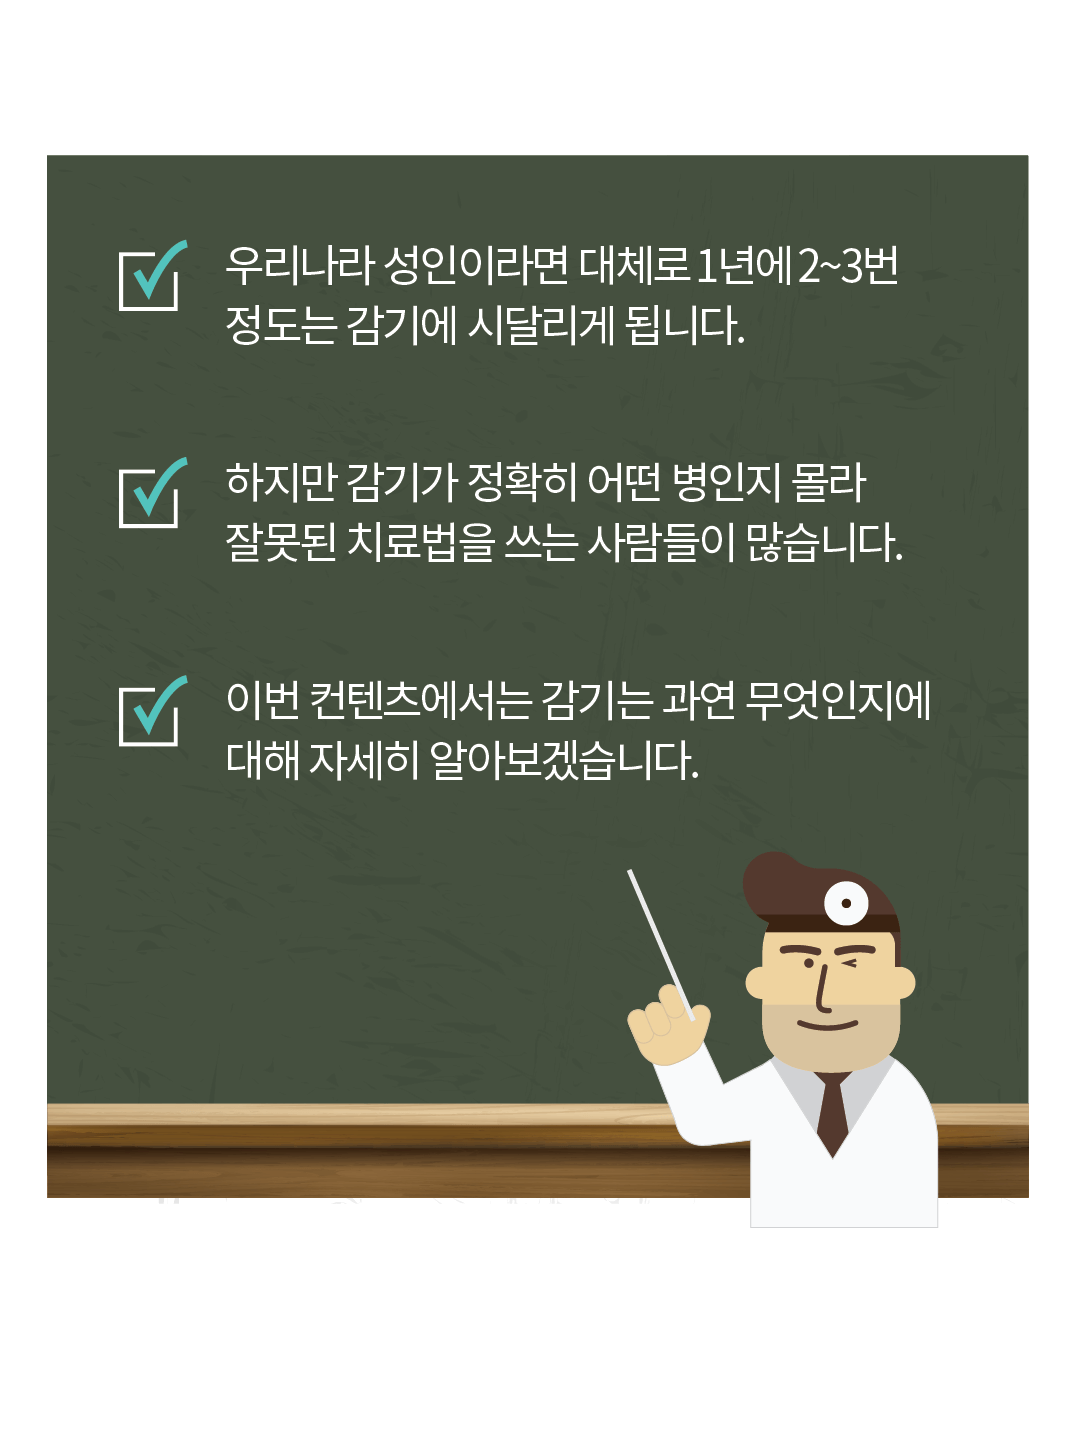 우리나라 성인이라면 대체로 1년에 2~3번
정도는 감기에 시달리게 됩니다.
하지만 감기가 정확히 어떤 병인지 몰라
잘못된 치료법을 쓰는 사람들이 많습니다.
이번 컨텐츠에서는 감기는 과연 무엇인지에
대해 자세히 알아보겠습니다.